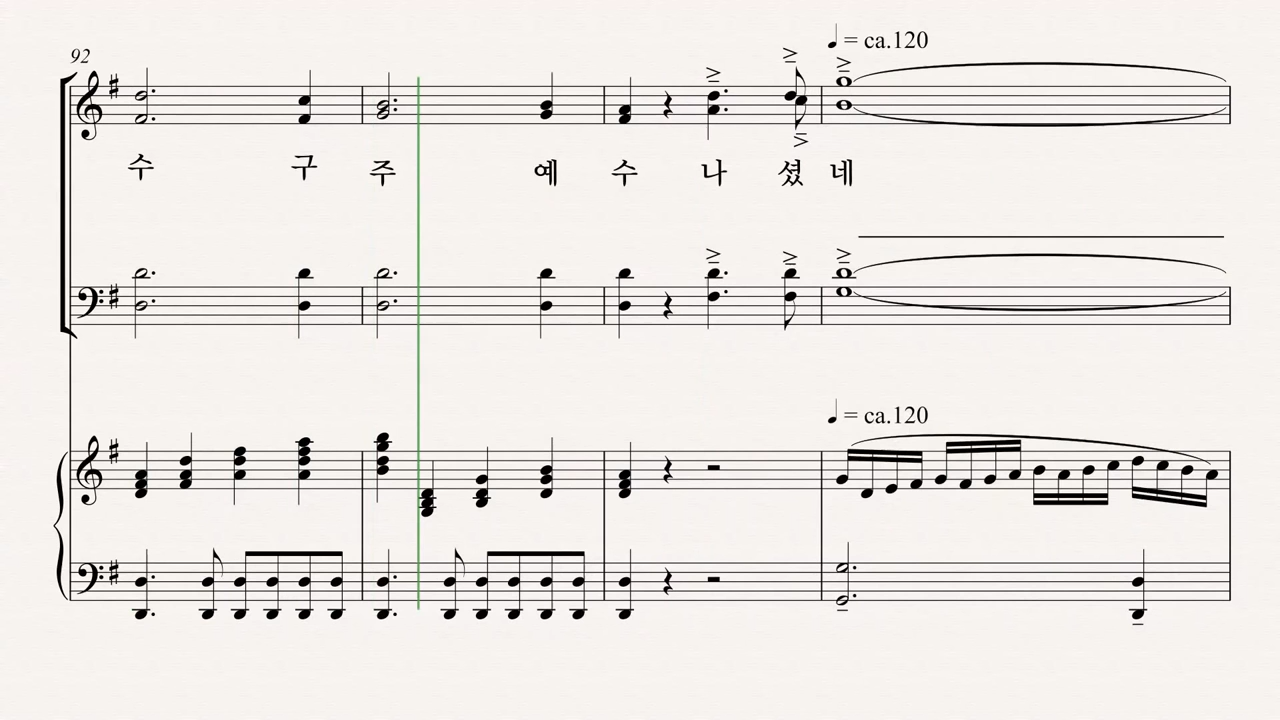 ♩ = ca.120
92
수 구 주 예 수 나 셨 네
♩ = ca.120